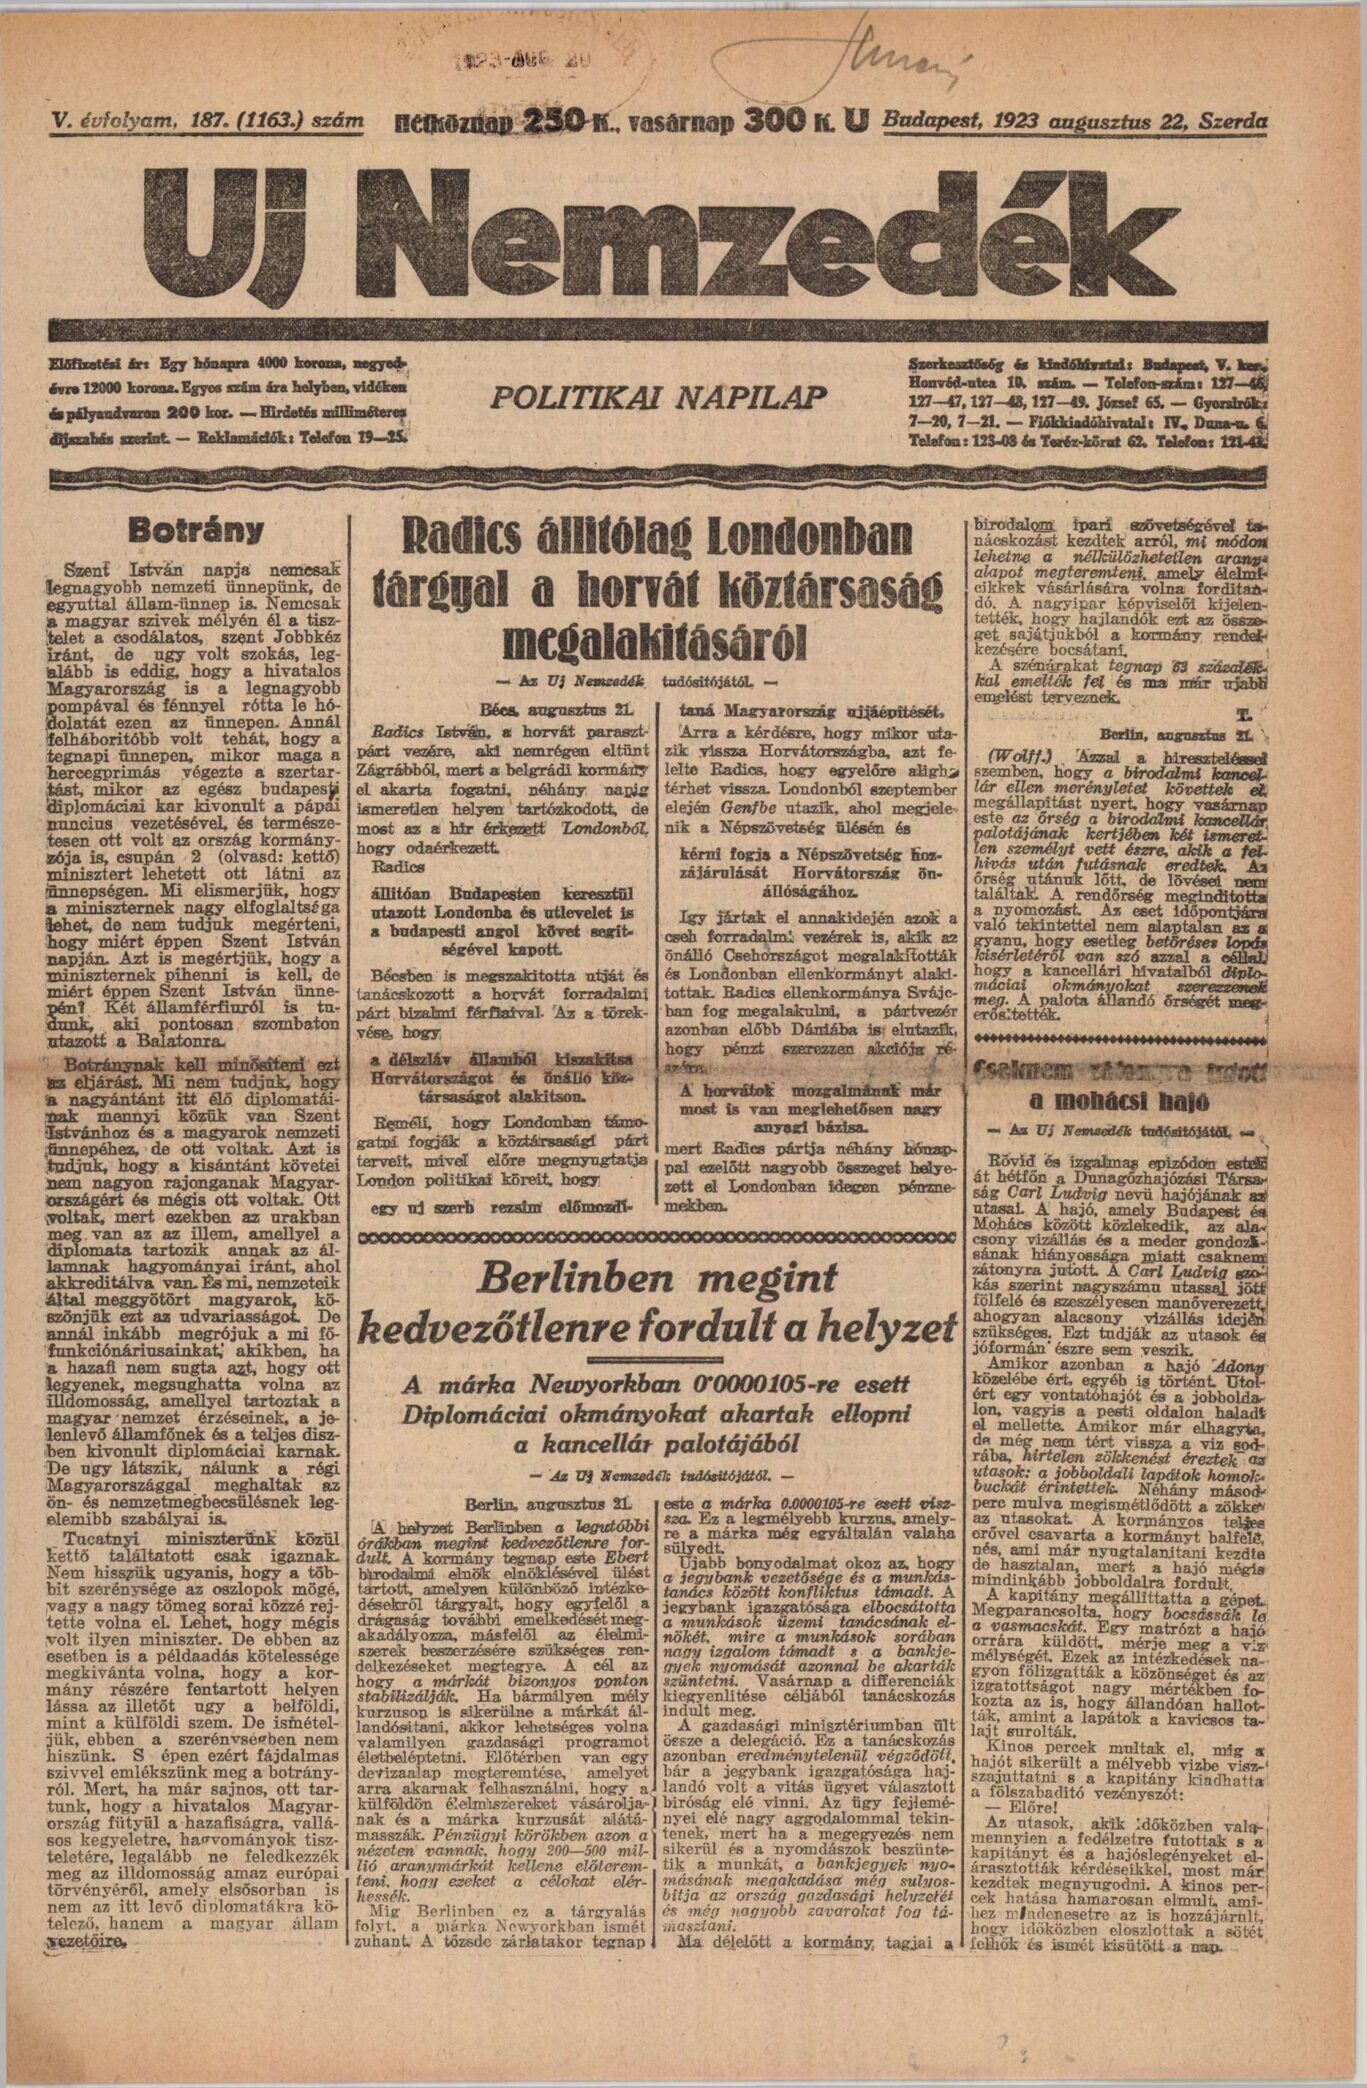 1923 AUG 20
V. évfolyam, 187. (1163.) szám
Hétköznap 250 K., vasárnap 300 K. U
Budapest, 1923 augusztus 22, Szerda
Uj Nemzedék
Előfizetési ár: Egy hónapra 4000 korona, negyed-
évre 12000 korona. Egyes szám ára helyben, vidéken
és pályaudvaron 200 kor. — Hirdetés milliméteres
díjszabás szerint. — Reklamációk: Telefon 19—25.
POLITIKAI NAPILAP
Szerkesztőség és kiadóhivatal: Budapest, V. ker.
Honvéd-utca 10. szám. — Telefon-szám: 127—46,
127—47, 127—48, 127—49. József 65. — Gyorsirók:
7—20, 7—21. — Fiókkiadóhivatal: IV., Duna-u. 6.
Telefon: 123-08 és Teréz-körut 62. Telefon: 121-43.
Botrány
Szent István napja nemcsak
legnagyobb nemzeti ünnepünk, de
egyuttal állam-ünnep is. Nemcsak
a magyar szivek mélyén él a tisz-
telet a csodálatos, szent Jobbkéz
iránt, de ugy volt szokás, leg-
alább is eddig, hogy a hivatalos
Magyarország is a legnagyobb
pompával és fénnyel rótta le hó-
dolatát ezen az ünnepen. Annál
felháboritóbb volt tehát, hogy a
tegnapi ünnepen, mikor maga a
hercegprimás végezte a szertar-
tást, mikor az egész budapesti
diplomáciai kar kivonult a pápai
nuncius vezetésével, és természe-
tesen ott volt az ország kormány-
zója is, csupán 2 (olvasd: kettő)
minisztert lehetett ott látni az
ünnepségen. Mi elismerjük, hogy
a miniszternek nagy elfoglaltsége
lehet, de nem tudjuk megérteni,
hogy miért éppen Szent István
napján. Azt is megértjük, hogy a
miniszternek pihenni is kell, de
miért éppen Szent István ünne-
pén? Két államférfiuról is tu-
dunk, aki pontosan szombaton
utazott a Balatonra.
Botránynak kell minősíteni ezt
az eljárást. Mi nem tudjuk, hogy
a nagyántánt itt élő diplomatái-
nak mennyi közük van Szent
Istvánhoz és a magyarok nemzeti
ünnepéhez, de ott voltak. Azt is
tudjuk, hogy a kisántánt követei
nem nagyon rajonganak Magyar-
országért és mégis ott voltak. Ott
voltak, mert ezekben az urakban
meg van az az illem, amellyel a
diplomata tartozik annak az ál-
lamnak hagyományai iránt, ahol
akkreditálva van. És mi, nemzeteik
által meggyötört magyarok, kö-
szönjük ezt az udvariasságot. De
annál inkább megrójuk a mi fő-
funkciónáriusainkat, akikben, ha
a hazafi nem sugta azt, hogy ott
legyenek, megsughatta volna az
illdomosság, amellyel tartoztak a
magyar nemzet érzéseinek, a je-
lenlevő államfőnek és a teljes disz-
ben kivonult diplomáciai karnak.
De ugy látszik, nálunk a régi
Magyarországgal meghaltak az
ön- és nemzetmegbecsülésnek leg-
elemibb szabályai is.
Tucatnyi miniszterünk közül
kettő találtatott csak igaznak.
Nem hisszük ugyanis, hogy a töb-
bit szerénysége az oszlopok mögé,
vagy a nagy tömeg sorai közzé rej-
tette volna el. Lehet, hogy mégis
volt ilyen miniszter. De ebben az
esetben is a példaadás kötelessége
megkivánta volna, hogy a kor-
mány részére fentartott helyen
lássa az illetőt ugy a belföldi,
mint a külföldi szem. De ismétel-
jük, ebben a szerénységben nem
hiszünk. S épen ezért fájdalmas
szivvel emlékszünk meg a botrány-
ról. Mert, ha már sajnos, ott tar-
tunk, hogy a hivatalos Magyar-
ország fütyül a hazafiságra, vallá-
sos kegyeletre, hagyományok tisz-
teletére, legalább ne feledkezzék
meg az illdomosság amaz európai
törvényéről, amely elsősorban is
nem az itt levő diplomatákra kö-
telező, hanem a magyar állam
vezetőire.
Radics állitólag Londonban
tárgyal a horvát köztársaság
megalakitásáról
— Az Uj Nemzedék tudósitójától. —
Bécs, augusztus 21.
Radics István, a horvát paraszt-
párt vezére, aki nemrégen eltünt
Zágrábból, mert a belgrádi kormány
el akarta fogatni, néhány napig
ismeretlen helyen tartózkodott, de
most az a hir érkezett Londonból,
hogy odaérkezett.
Radics
állitóan Budapesten keresztül
utazott Londonba és utlevelet is
a budapesti angol követ segit-
ségével kapott.
Bécsben is megszakitotta utját és
tanácskozott a horvát forradalmi
párt bizalmi férfiaival. Az a törek-
vése, hogy
a délszláv államból kiszakitsa
Horvátországot és önálló köz-
társaságot alakitson.
Reméli, hogy Londonban támo-
gatni fogják a köztársasági párt
terveit, mivel előre megnyugtatja
London politikai köreit, hogy
egy uj szerb rezsim előmozdi-
taná Magyarország ujjáépitését.
Arra a kérdésre, hogy mikor uta-
zik vissza Horvátországba, azt fe-
lelte Radics, hogy egyelőre aligha
térhet vissza. Londonból szeptember
elején Genfbe utazik, ahol megjele-
nik a Népszövetség ülésén és
kérni fogja a Népszövetség hoz-
zájárulását Horvátország ön-
állóságához.
Igy jártak el annakidején azok a
cseh forradalmi vezérek is, akik az
önálló Csehországot megalakitották
és Londonban ellenkormányt alaki-
tottak. Radics ellenkormánya Svájc-
ban fog megalakulni, a pártvezér
azonban előbb Dániába is elutazik,
hogy pénzt szerezzen akciója ré-
szére.
A horvátok mozgalmának már
most is van meglehetősen nagy
anyagi bázisa.
mert Radics pártja néhány hónap-
pal ezelőtt nagyobb összeget helye-
zett el Londonban idegen pénzne-
mekben.
Berlinben megint
kedvezőtlenre fordult a helyzet
A márka Newyorkban 0·0000105-re esett
Diplomáciai okmányokat akartak ellopni
a kancellár palotájából
— Az Uj Nemzedék tudósitójától. —
Berlin, augusztus 21.
A helyzet Berlinben a legutóbbi
órákban megint kedvezőtlenre for-
dult. A kormány tegnap este Ebert
birodalmi elnök elnöklésével ülést
tartott, amelyen különböző intézke-
désekről tárgyalt, hogy egyfelől a
drágaság további emelkedését meg-
akadályozza, másfelől az élelmi-
szerek beszerzésére szükséges ren-
delkezéseket megtegye. A cél az
hogy a márkát bizonyos ponton
stabilizálják. Ha bármilyen mély
kurzuson is sikerülne a márkát ál-
landósitani, akkor lehetséges volna
valamilyen gazdasági programot
életbeléptetni. Előtérben van egy
devizaalap megteremtése, amelyet
arra akarnak felhasználni, hogy a
külföldön élelmiszereket vásárolja-
nak és a márka kurzusát alátá-
masszák. Pénzügyi körökben azon a
nézeten vannak, hogy 200—500 mil-
lió aranymárkát kellene előterem-
teni, hogy ezeket a célokat elér-
hessék.
Mig Berlinben ez a tárgyalás
folyt, a márka Newyorkban ismét
zuhant. A tőzsde zárlatakor tegnap
este a márka 0.0000105-re esett visz-
sza. Ez a legmélyebb kurzus, amely-
re a márka még egyáltalán valaha
sülyedt.
Ujabb bonyodalmat okoz az, hogy
a jegybank vezetősége és a munkás-
tanács között konfliktus támadt. A
jegybank igazgatósága elbocsátotta
a munkások üzemi tanácsának el-
nökét, mire a munkások sorában
nagy izgalom támadt s a bankje-
gyek nyomását azonnal be akarták
szüntetni. Vasárnap a differenciák
kiegyenlitése céljából tanácskozás
indult meg.
A gazdasági minisztériumban ült
össze a delegáció. Ez a tanácskozás
azonban eredménytelenül végződött,
bár a jegybank igazgatósága haj-
landó volt a vitás ügyet választott
biróság elé vinni. Az ügy fejlemé-
nyei elé nagy aggodalommal tekin-
tenek, mert ha a megegyezés nem
sikerül és a nyomdászok beszünte-
tik a munkát, a bankjegyek nyo-
másának megakadása még sulyos-
bitja az ország gazdasági helyzetét
és még nagyobb zavarokat fog tá-
masztani.
Ma délelőtt a kormány tagjai a
birodalom ipari szövetségével ta-
nácskozást kezdtek arról, mi módon
lehetne a nélkülözhetetlen arany-
alapot megteremteni, amely élelmi-
cikkek vásárlására volna forditan-
dó. A nagyipar képviselői kijelen-
tették, hogy hajlandók ezt az össze-
get sajátjukból a kormány rendel-
kezésére bocsátani.
A szénárakat tegnap 63 százalék-
kal emelték fel és ma már ujabb
emelést terveznek.
T.
Berlin, augusztus 21.
(Wolff.) Azzal a hireszteléssel
szemben, hogy a birodalmi kancel-
lár ellen merényletet követtek el,
megállapitást nyert, hogy vasárnap
este az őrség a birodalmi kancellár
palotájának kertjében két ismeret-
len személyt vett észre, akik a fel-
hivás után futásnak eredtek. Az
őrség utánuk lőtt, de lövései nem
találtak. A rendőrség meginditotta
a nyomozást. Az eset időpontjára
való tekintettel nem alaptalan az a
gyanu, hogy esetleg betöréses lopás
kisérletéről van szó azzal a céllal,
hogy a kancellári hivatalból diplo-
máciai okmányokat szerezzenek
meg. A palota állandó őrségét meg-
erősitették.
Csaknem zátonyra jutott
a mohácsi hajó
— Az Uj Nemzedék tudósitójától. —
Rövid és izgalmas epizódon estek
át hétfőn a Dunagőzhajózási Társa-
ság Carl Ludvig nevü hajójának az
utasai. A hajó, amely Budapest és
Mohács között közlekedik, az ala-
csony vizállás és a meder gondozá-
sának hiányossága miatt csaknem
zátonyra jutott. A Carl Ludvig szo-
kás szerint nagyszámu utassal jött
fölfelé és szeszélyesen manőverezett,
ahogyan alacsony vizállás idején
szükséges. Ezt tudják az utasok és
jóformán észre sem veszik.
Amikor azonban a hajó Adony
közelébe ért, egyéb is történt. Utol-
ért egy vontatóhajót és a jobbolda-
lon, vagyis a pesti oldalon haladt
el mellette. Amikor már elhagyta,
de még nem tért vissza a viz sod-
rába, hirtelen zökkenést éreztek az
utasok: a jobboldali lapátok homok-
buckát érintettek. Néhány másod-
perc mulva megismétlődött a zökke-
az utasokat. A kormányos teljes
erővel csavarta a kormányt balfelé,
nés, ami már nyugtalanitani kezdte
de hasztalan, mert a hajó mégis
mindinkább jobboldalra fordult.
A kapitány megállittatta a gépet.
Megparancsolta, hogy bocsássák le
a vasmacskát. Egy matrózt a hajó
orrára küldött, mérje meg a viz
mélységét. Ezek az intézkedések na-
gyon fölizgatták a közönséget és az
izgatottságot nagy mértékben fo-
kozta az is, hogy állandóan hallot-
ták, amint a lapátok a kavicsos ta-
lajt surolták.
Kinos percek multak el, mig a
hajót sikerült a mélyebb vizbe visz-
szajuttatni s a kapitány kiadhatta
a fölszabaditó vezényszót:
— Előre!
Az utasok, akik időközben vala-
mennyien a fedélzetre futottak s a
kapitányt és a hajóslegényeket el-
árasztották kérdéseikkel, most már
kezdtek megnyugodni. A kinos per-
cek hatása hamarosan elmult, ami-
hez mindenesetre az is hozzájárult,
hogy időközben eloszlottak a sötét
felhők és ismét kisütött a nap.